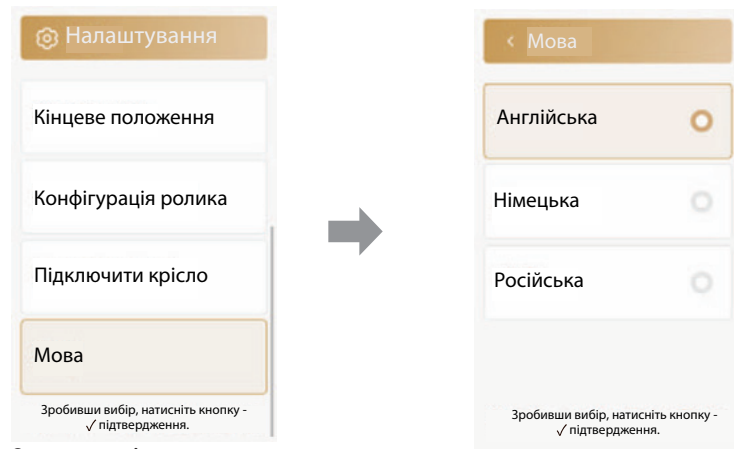 Налаштування
Кінцеве положення
Конфігурація ролика
Підключити крісло
Мова
Зробивши вибір, натисніть кнопку -
✓ підтвердження.
Мова
Англійська
Німецька
Російська
Зробивши вибір, натисніть кнопку -
✓ підтвердження.